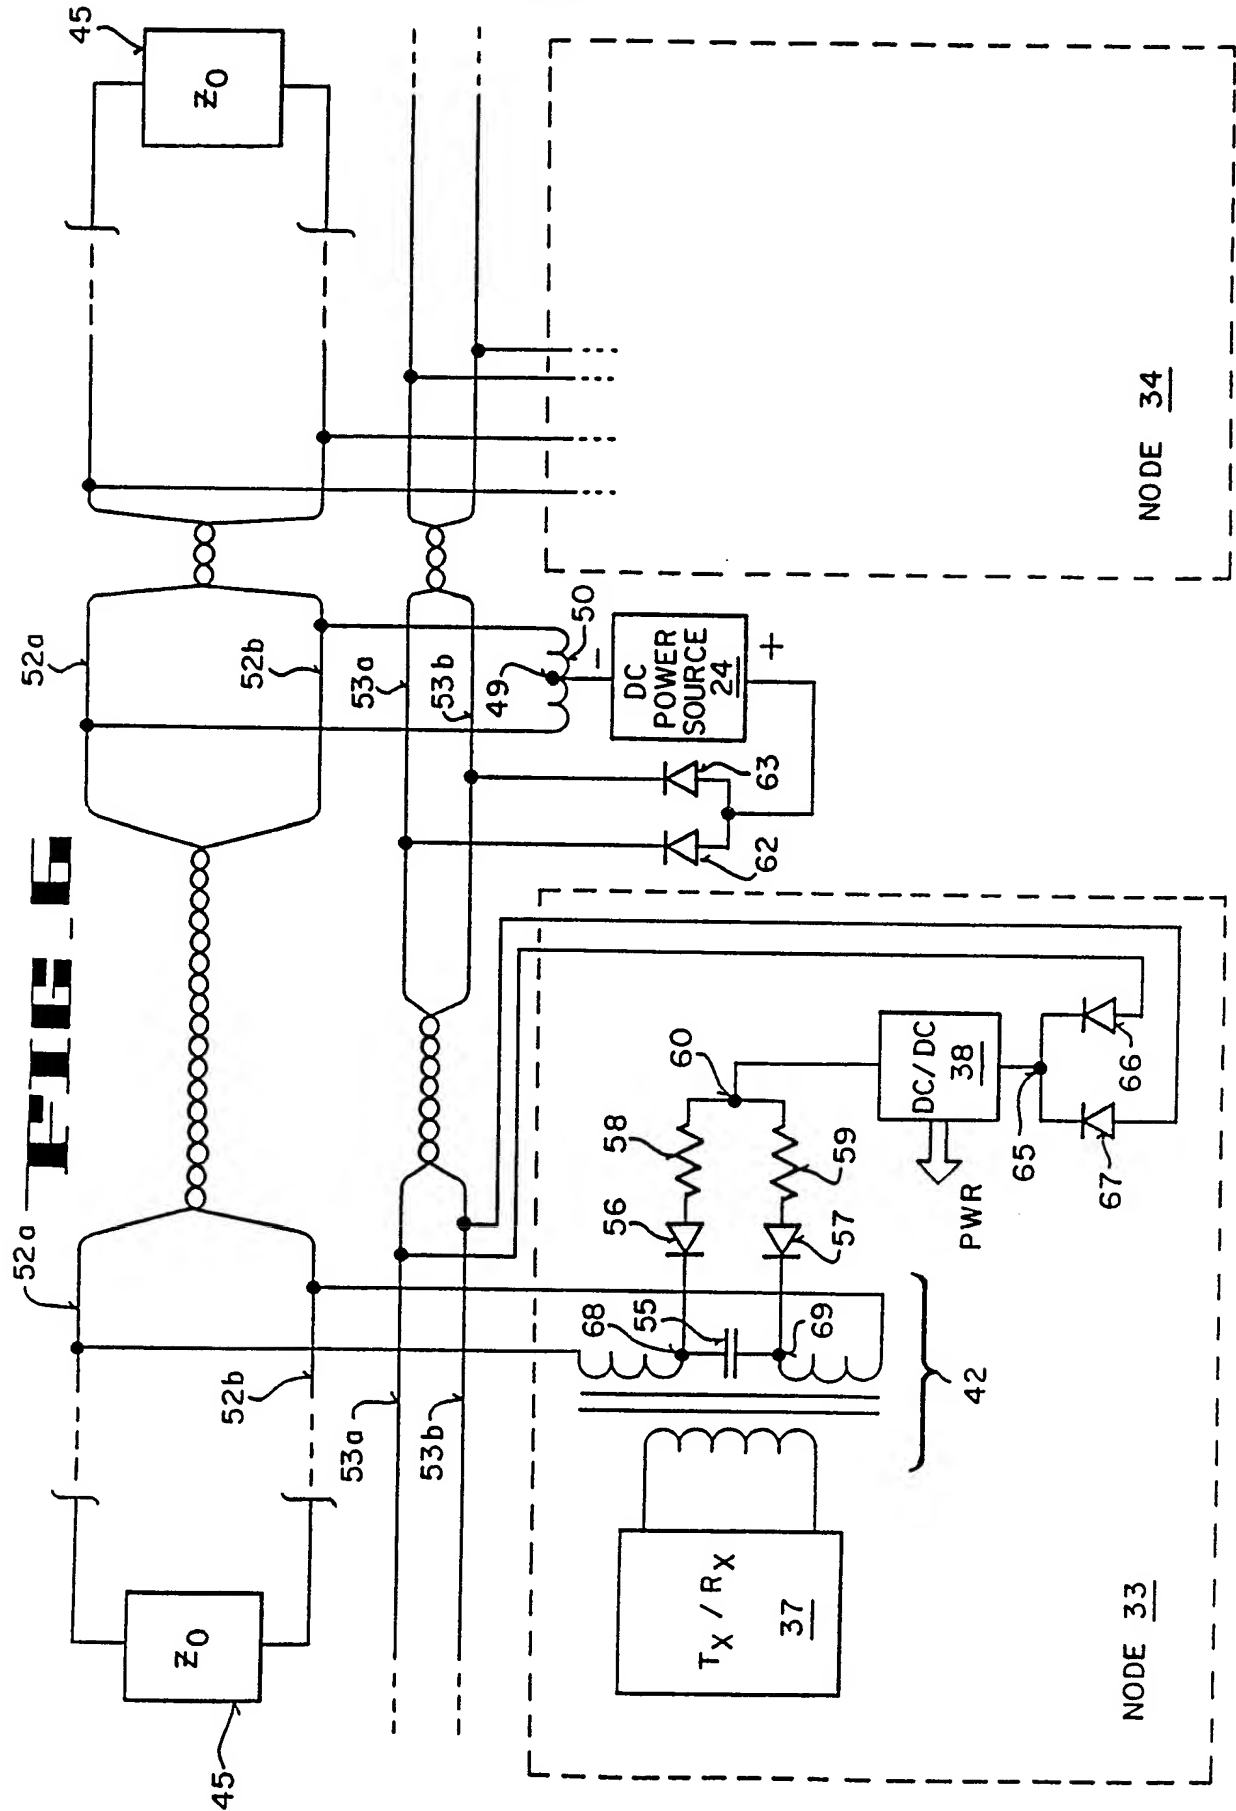 52a
FIG_6
52a
45
Z0
Z0
45
52b
52b
53a
53a
53b
53b
49
50
68
55
56
58
60
−
DC
POWER
SOURCE
24
+
TX / RX
37
69
57
59
62
63
DC/DC
38
42
PWR
65
67
66
NODE 33
NODE 34